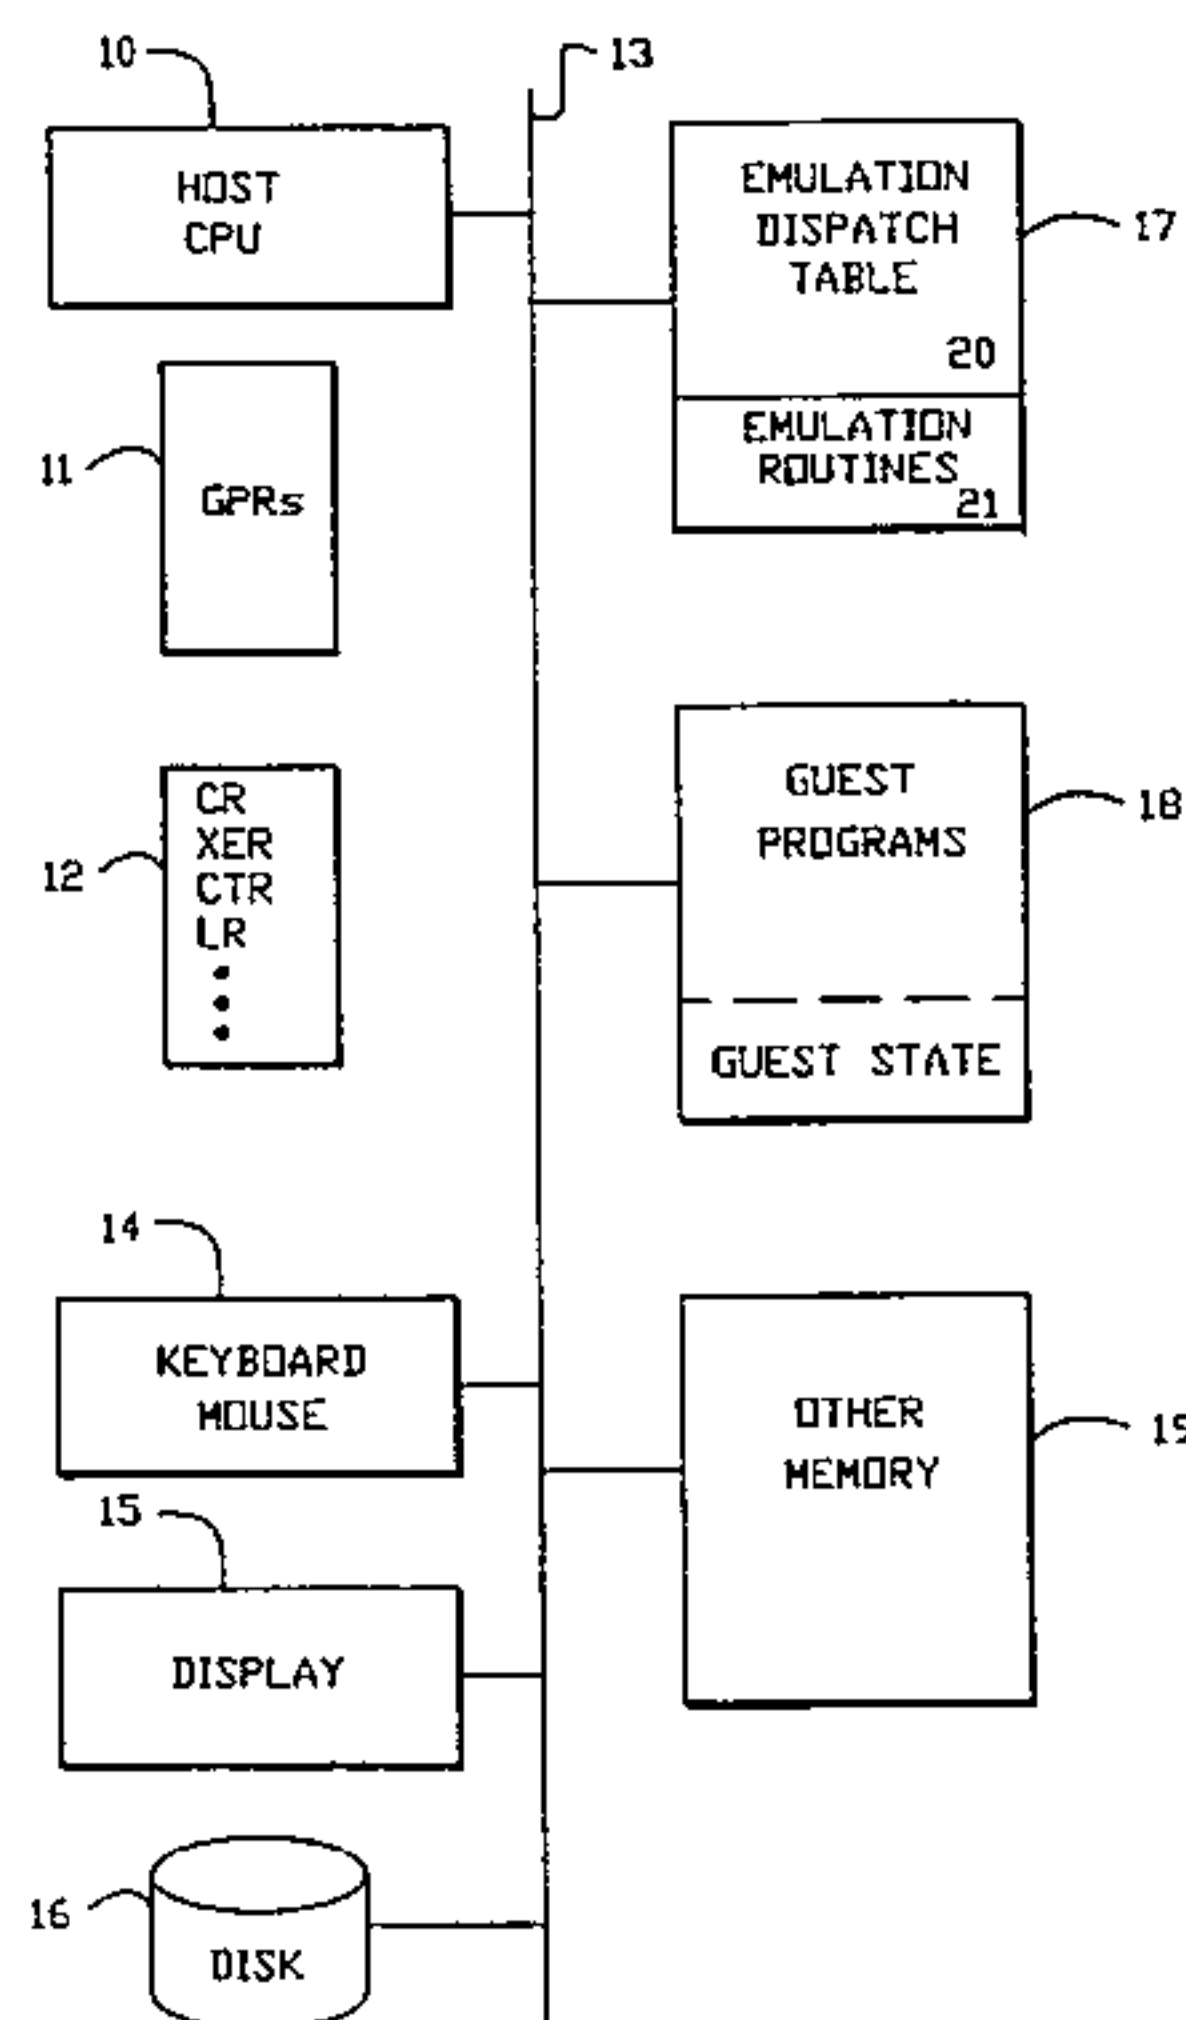 10
13
HOST
CPU
EMULATION
DISPATCH
TABLE
17
20
EMULATION
ROUTINES
21
11
GPRs
12
CR
XER
CTR
LR
GUEST
PROGRAMS
18
GUEST STATE
14
KEYBOARD
MOUSE
OTHER
MEMORY
15
DISPLAY
16
DISK